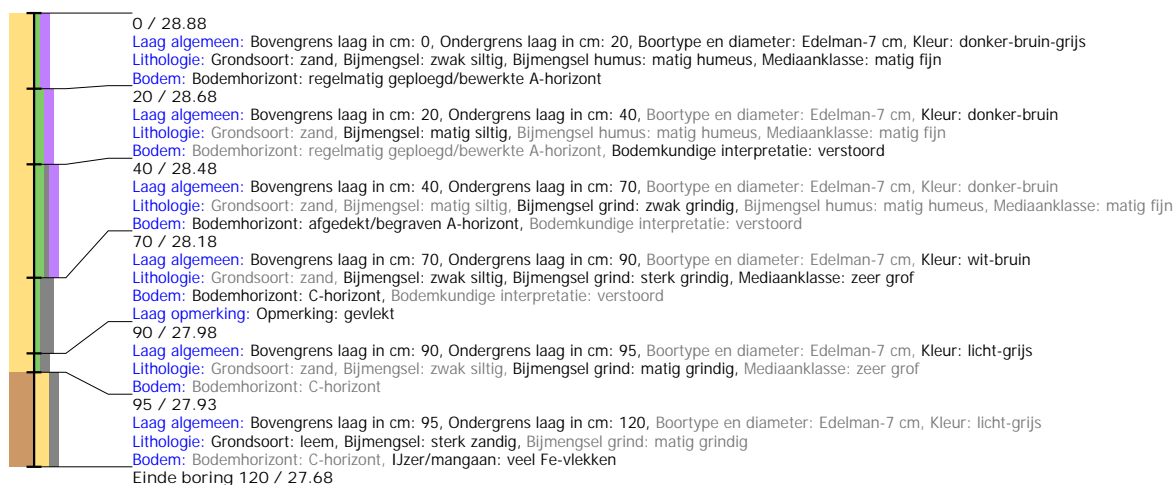 0 / 28.88
Laag algemeen: Bovengrens laag in cm: 0, Ondergrens laag in cm: 20, Boortype en diameter: Edelman-7 cm, Kleur: donker-bruin-grijs
Lithologie: Grondsoort: zand, Bijmengsel: zwak siltig, Bijmengsel humus: matig humeus, Mediaanklasse: matig fijn
Bodem: Bodemhorizont: regelmatig geploegd/bewerkte A-horizont
20 / 28.68
Laag algemeen: Bovengrens laag in cm: 20, Ondergrens laag in cm: 40, Boortype en diameter: Edelman-7 cm, Kleur: donker-bruin
Lithologie: Grondsoort: zand, Bijmengsel: matig siltig, Bijmengsel humus: matig humeus, Mediaanklasse: matig fijn
Bodem: Bodemhorizont: regelmatig geploegd/bewerkte A-horizont, Bodemkundige interpretatie: verstoord
40 / 28.48
Laag algemeen: Bovengrens laag in cm: 40, Ondergrens laag in cm: 70, Boortype en diameter: Edelman-7 cm, Kleur: donker-bruin
Lithologie: Grondsoort: zand, Bijmengsel: matig siltig, Bijmengsel grind: zwak grindig, Bijmengsel humus: matig humeus, Mediaanklasse: matig fijn
Bodem: Bodemhorizont: afgedekt/begraven A-horizont, Bodemkundige interpretatie: verstoord
70 / 28.18
Laag algemeen: Bovengrens laag in cm: 70, Ondergrens laag in cm: 90, Boortype en diameter: Edelman-7 cm, Kleur: wit-bruin
Lithologie: Grondsoort: zand, Bijmengsel: zwak siltig, Bijmengsel grind: sterk grindig, Mediaanklasse: zeer grof
Bodem: Bodemhorizont: C-horizont, Bodemkundige interpretatie: verstoord
Laag opmerking: Opmerking: gevlekt
90 / 27.98
Laag algemeen: Bovengrens laag in cm: 90, Ondergrens laag in cm: 95, Boortype en diameter: Edelman-7 cm, Kleur: licht-grijs
Lithologie: Grondsoort: zand, Bijmengsel: zwak siltig, Bijmengsel grind: matig grindig, Mediaanklasse: zeer grof
Bodem: Bodemhorizont: C-horizont
95 / 27.93
Laag algemeen: Bovengrens laag in cm: 95, Ondergrens laag in cm: 120, Boortype en diameter: Edelman-7 cm, Kleur: licht-grijs
Lithologie: Grondsoort: leem, Bijmengsel: sterk zandig, Bijmengsel grind: matig grindig
Bodem: Bodemhorizont: C-horizont, IJzer/mangaan: veel Fe-vlekken
Einde boring 120 / 27.68